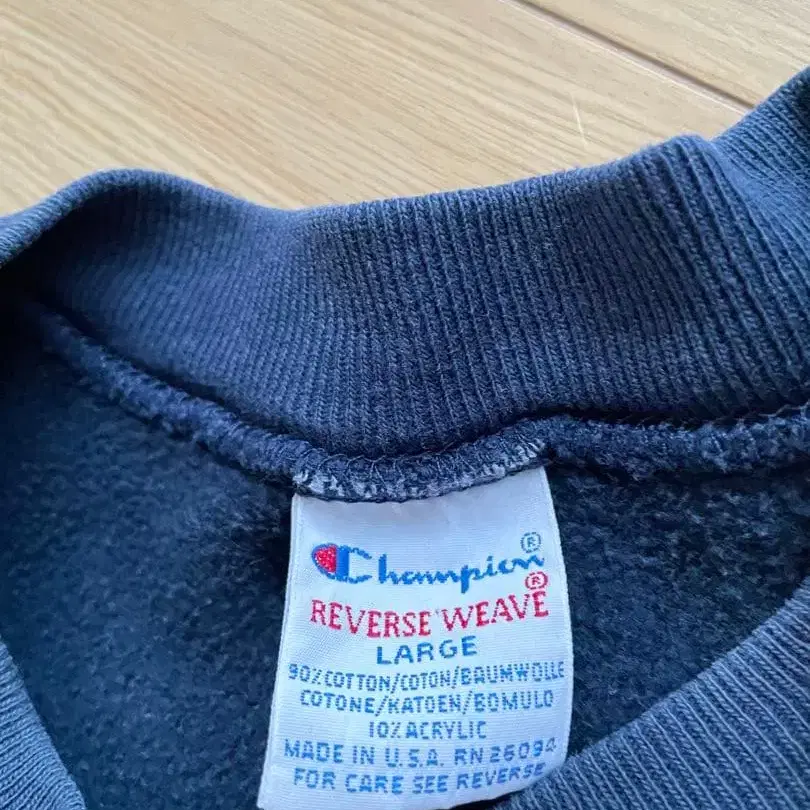 Champion®
REVERSE WEAVE®
LARGE
90% COTTON/COTON/BAUMWOLLE
COTONE/KATOEN/BOMULD
10% ACRYLIC
MADE IN U.S.A. RN 26094
FOR CARE SEE REVERSE